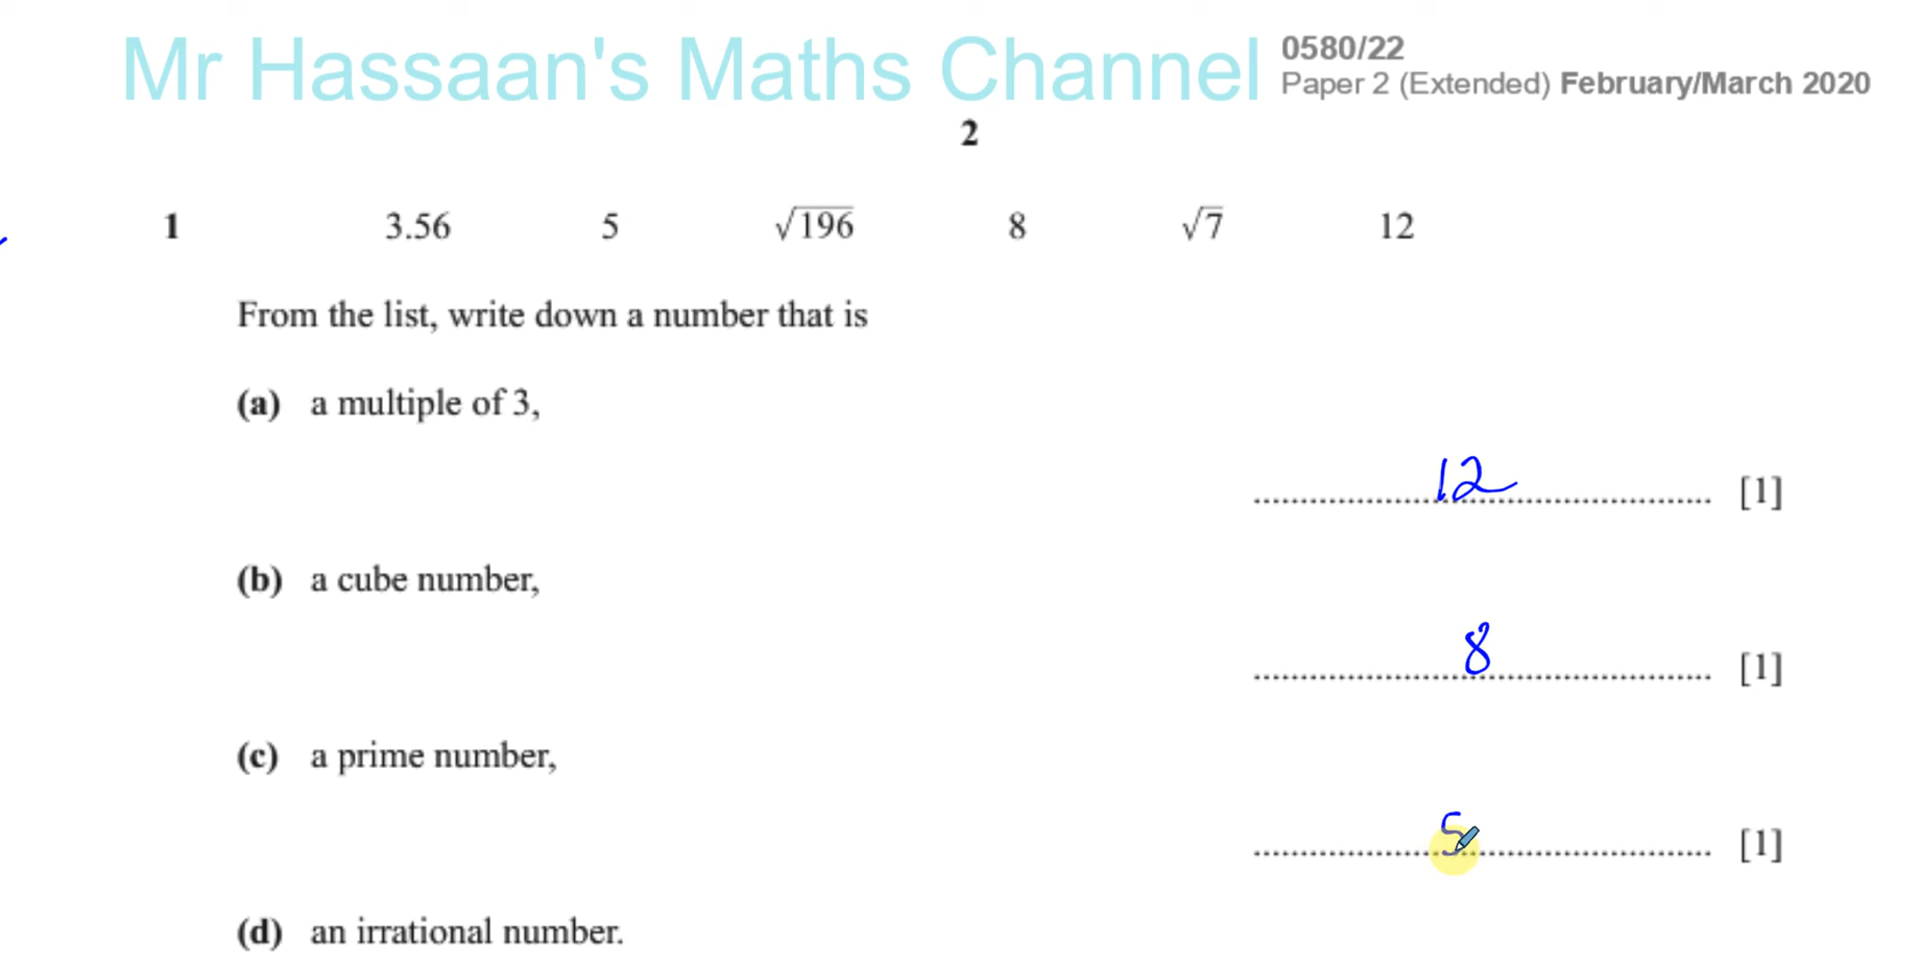 Mr Hassaan's Maths Channel
0580/22
Paper 2 (Extended) February/March 2020
2
1 3.56 5 √196 8 √7 12
From the list, write down a number that is
(a) a multiple of 3,
12 [1]
(b) a cube number,
8 [1]
(c) a prime number,
5 [1]
(d) an irrational number.